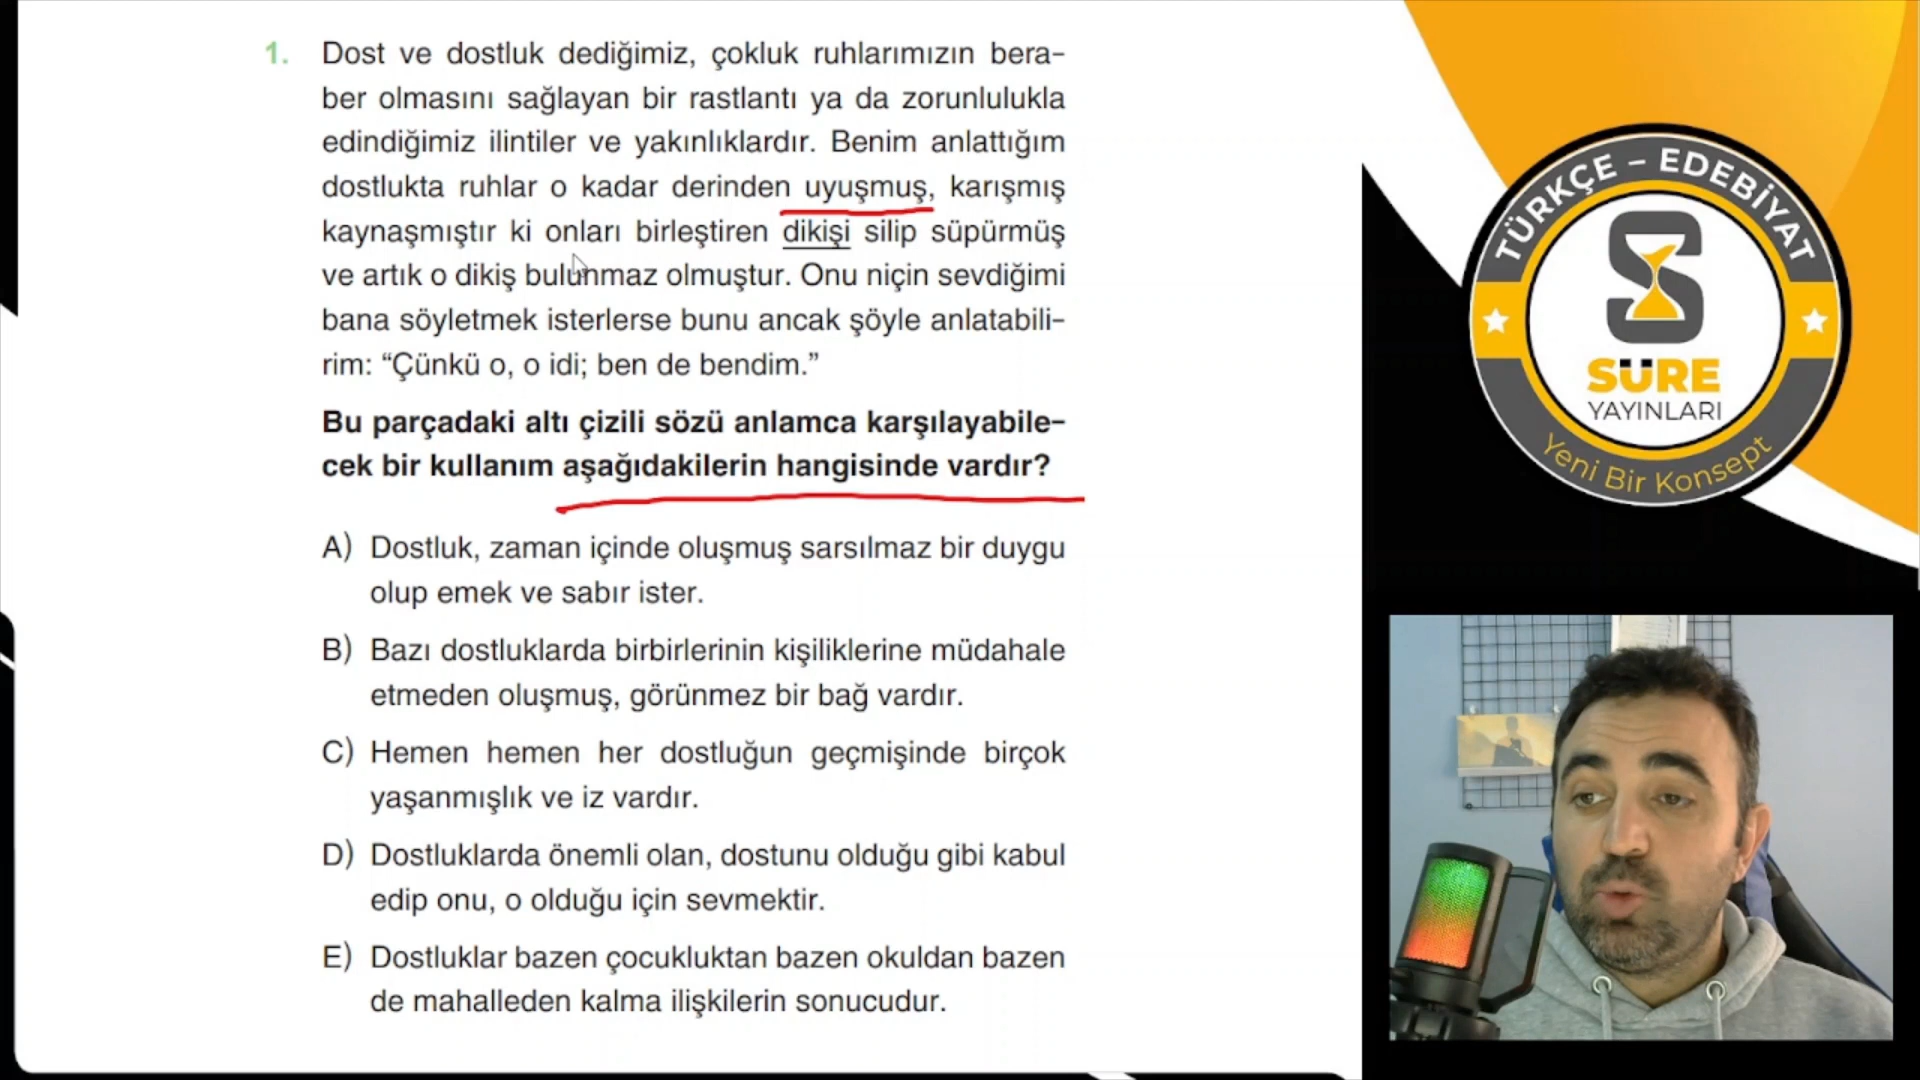 1. Dost ve dostluk dediğimiz, çokluk ruhlarımızın bera-
ber olmasını sağlayan bir rastlantı ya da zorunlulukla
edindiğimiz ilintiler ve yakınlıklardır. Benim anlattığım
dostlukta ruhlar o kadar derinden uyuşmuş, karışmış
kaynaşmıştır ki onları birleştiren dikişi silip süpürmüş
ve artık o dikiş bulunmaz olmuştur. Onu niçin sevdiğimi
bana söyletmek isterlerse bunu ancak şöyle anlatabili-
rim: “Çünkü o, o idi; ben de bendim.”
Bu parçadaki altı çizili sözü anlamca karşılayabile-
cek bir kullanım aşağıdakilerin hangisinde vardır?
A) Dostluk, zaman içinde oluşmuş sarsılmaz bir duygu
olup emek ve sabır ister.
B) Bazı dostluklarda birbirlerinin kişiliklerine müdahale
etmeden oluşmuş, görünmez bir bağ vardır.
C) Hemen hemen her dostluğun geçmişinde birçok
yaşanmışlık ve iz vardır.
D) Dostluklarda önemli olan, dostunu olduğu gibi kabul
edip onu, o olduğu için sevmektir.
E) Dostluklar bazen çocukluktan bazen okuldan bazen
de mahalleden kalma ilişkilerin sonucudur.
TÜRKÇE – EDEBİYAT
SÜRE
YAYINLARI
Yeni Bir Konsept